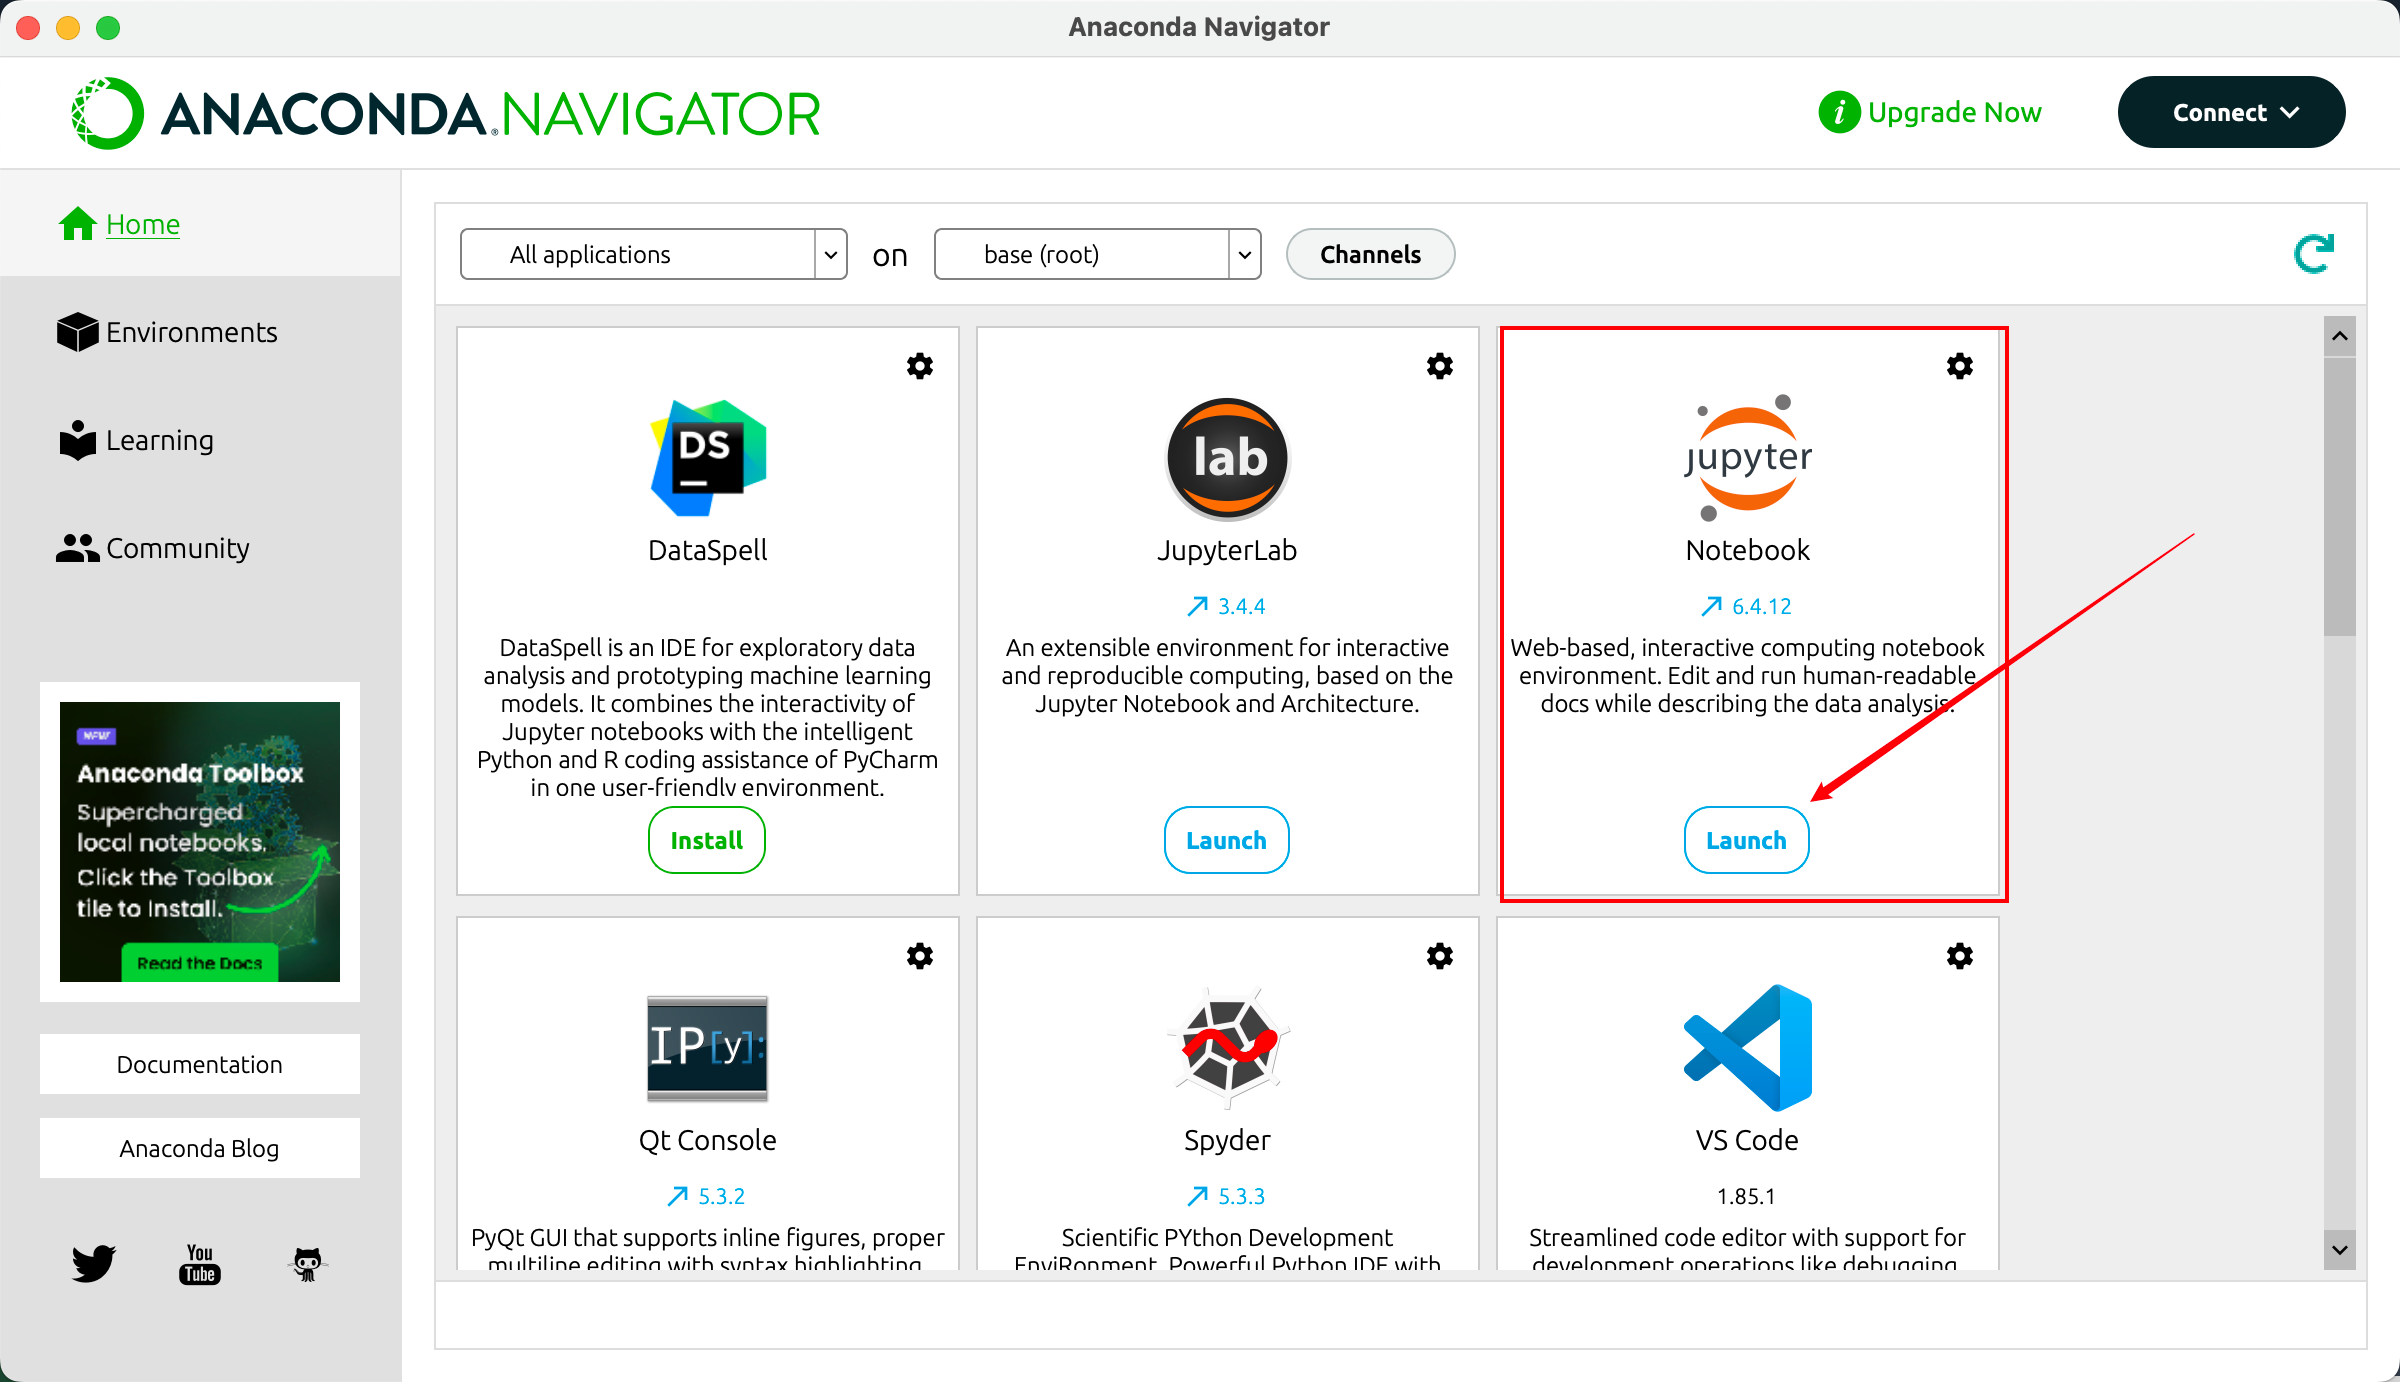 Anaconda Navigator
ANACONDA.NAVIGATOR
i Upgrade Now
Connect
Home
Environments
Learning
Community
NEW
Anaconda Toolbox
Supercharged
local notebooks.
Click the Toolbox
tile to Install.
Read the Docs
Documentation
Anaconda Blog
You
Tube
All applications
on
base (root)
Channels
DS
DataSpell
DataSpell is an IDE for exploratory data
analysis and prototyping machine learning
models. It combines the interactivity of
Jupyter notebooks with the intelligent
Python and R coding assistance of PyCharm
in one user-friendly environment.
Install
lab
JupyterLab
3.4.4
An extensible environment for interactive
and reproducible computing, based on the
Jupyter Notebook and Architecture.
Launch
jupyter
Notebook
6.4.12
Web-based, interactive computing notebook
environment. Edit and run human-readable
docs while describing the data analysis.
Launch
IP[y]:
Qt Console
5.3.2
PyQt GUI that supports inline figures, proper
multiline editing with syntax highlighting,
Spyder
5.3.3
Scientific PYthon Development
EnviRonment. Powerful Python IDE with
VS Code
1.85.1
Streamlined code editor with support for
development operations like debugging,